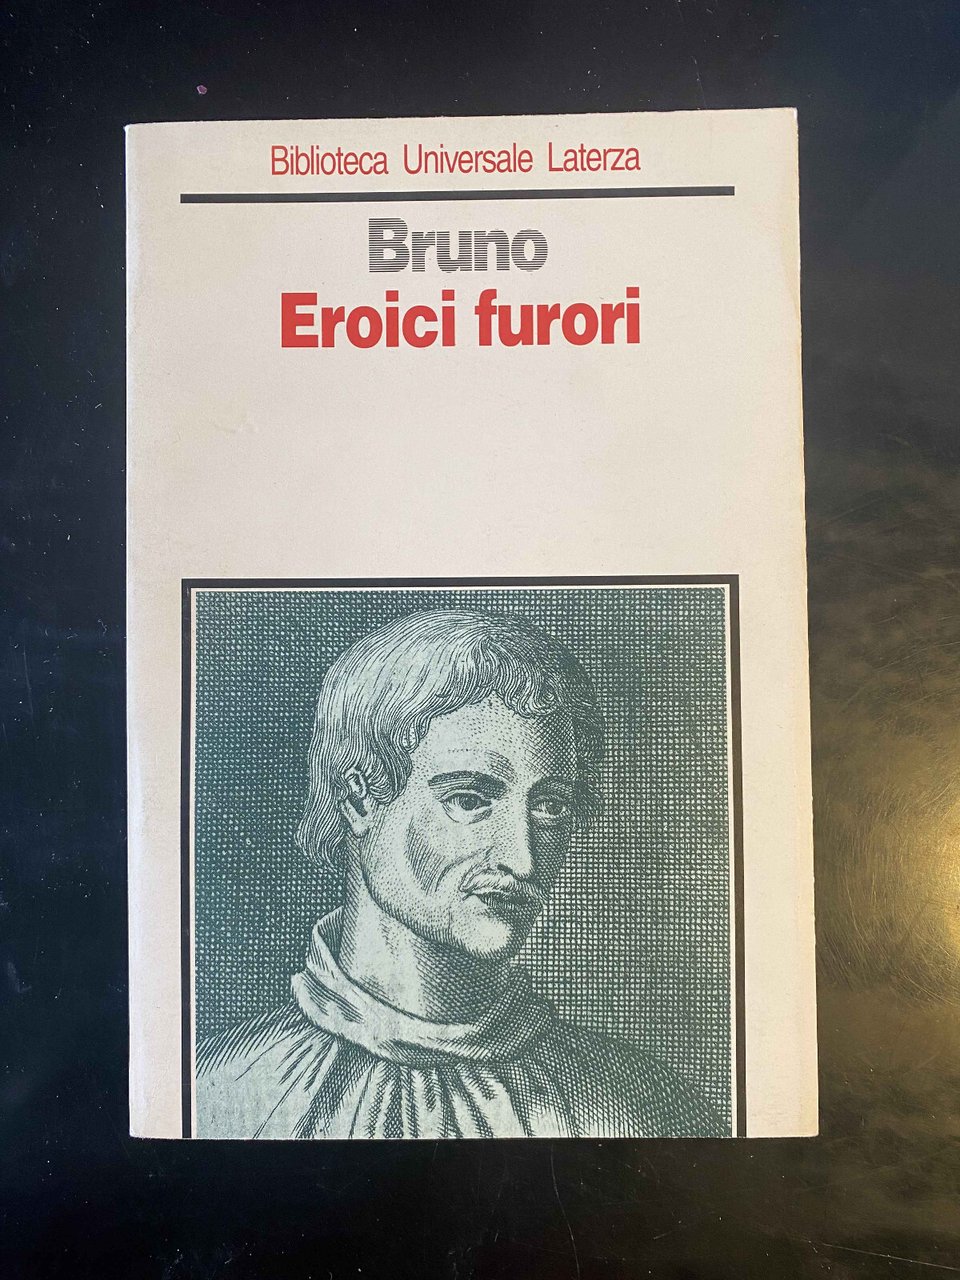 Biblioteca Universale Laterza
Bruno
Eroici furori